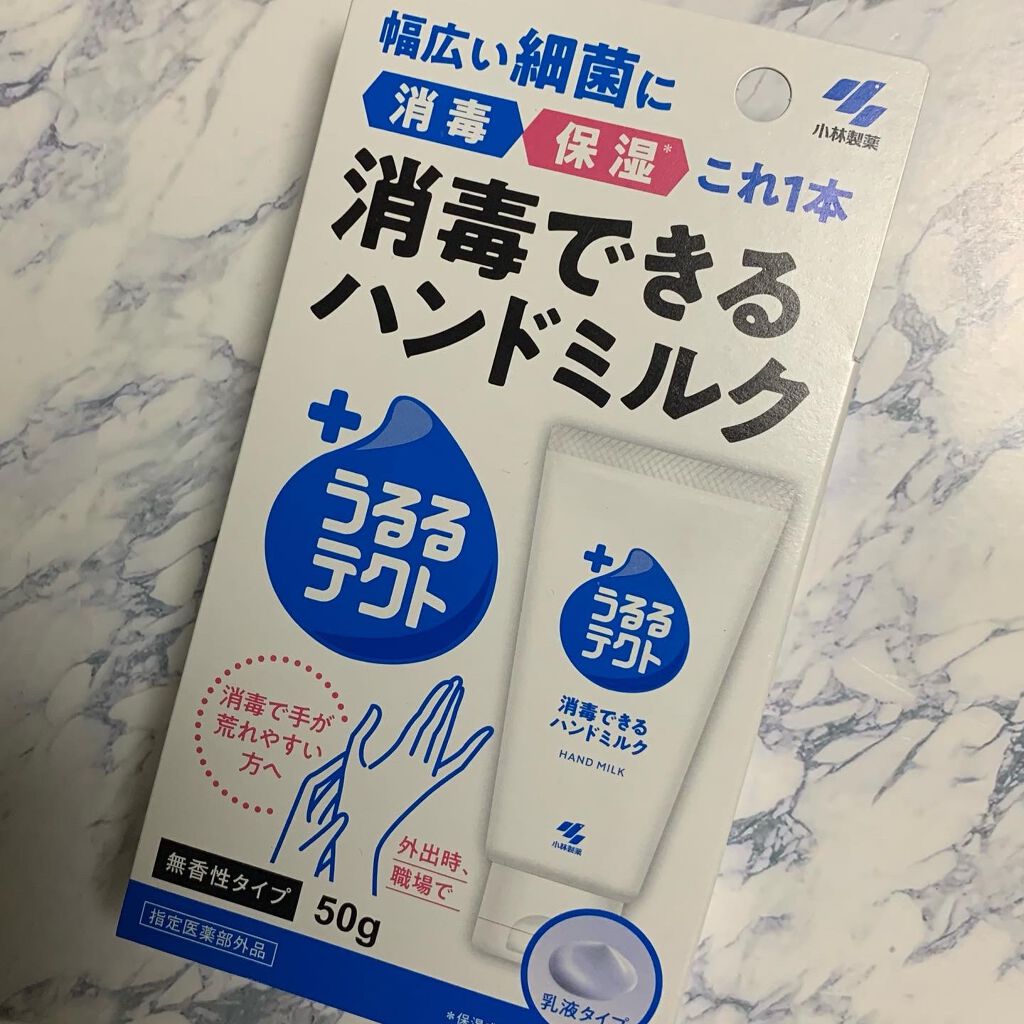 幅広い細菌に
消毒 保湿* これ1本
小林製薬
消毒できる
ハンドミルク
うるる
テクト
うるる
テクト
消毒できる
ハンドミルク
HAND MILK
小林製薬
消毒で手が
荒れやすい
方へ
外出時、
職場で
無香性タイプ 50g
指定医薬部外品
乳液タイプ
*保湿